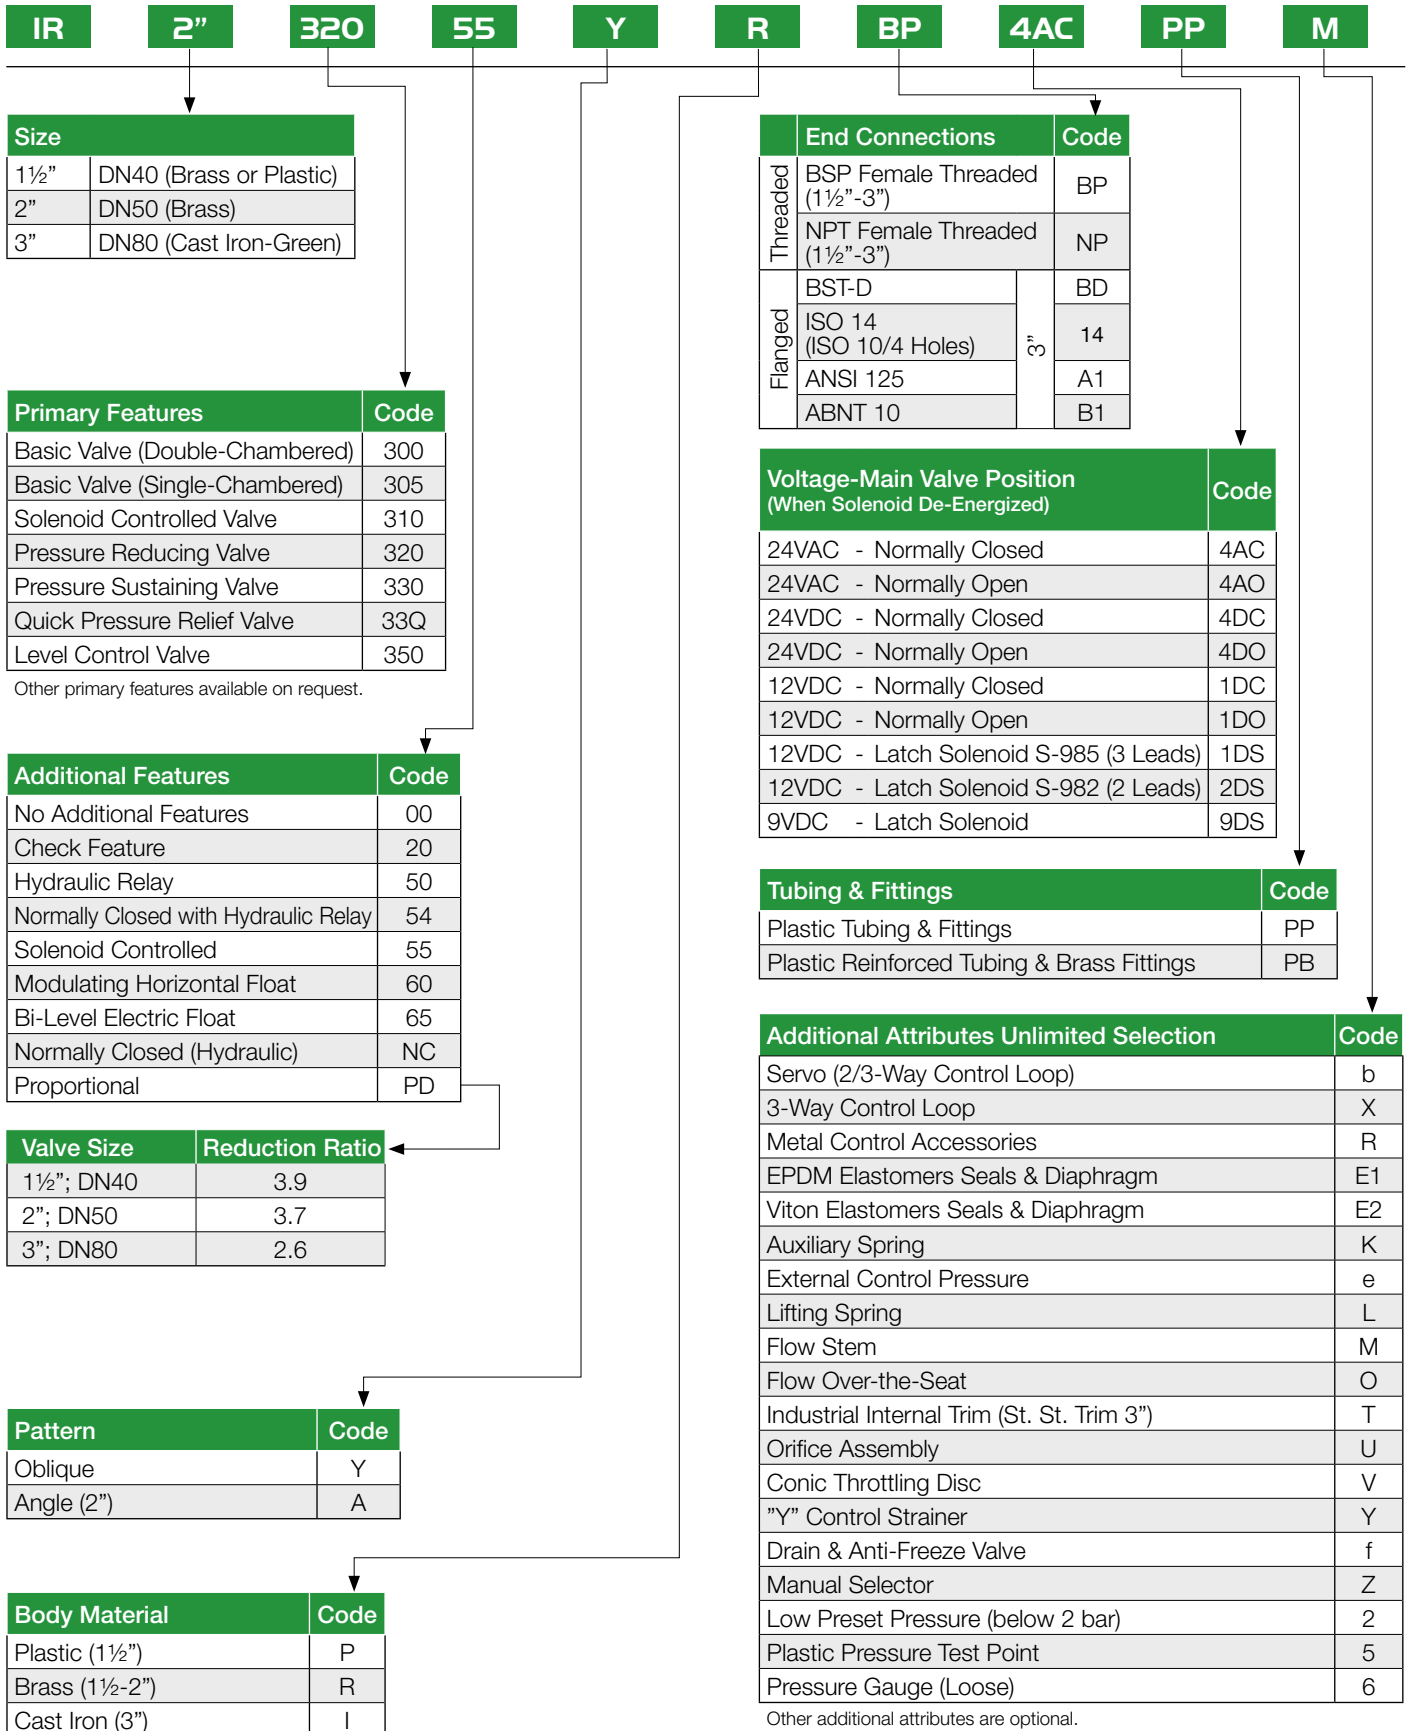 IR 2” 320 55 Y R BP 4AC PP M
Size
1½” DN40 (Brass or Plastic)
2” DN50 (Brass)
3” DN80 (Cast Iron-Green)
Primary Features Code
Basic Valve (Double-Chambered) 300
Basic Valve (Single-Chambered) 305
Solenoid Controlled Valve 310
Pressure Reducing Valve 320
Pressure Sustaining Valve 330
Quick Pressure Relief Valve 33Q
Level Control Valve 350
Other primary features available on request.
Additional Features Code
No Additional Features 00
Check Feature 20
Hydraulic Relay 50
Normally Closed with Hydraulic Relay 54
Solenoid Controlled 55
Modulating Horizontal Float 60
Bi-Level Electric Float 65
Normally Closed (Hydraulic) NC
Proportional PD
Valve Size Reduction Ratio
1½”; DN40 3.9
2”; DN50 3.7
3”; DN80 2.6
Pattern Code
Oblique Y
Angle (2”) A
Body Material Code
Plastic (1½”) P
Brass (1½-2”) R
Cast Iron (3”) I
End Connections Code
Threaded
BSP Female Threaded
(1½”-3”) BP
NPT Female Threaded
(1½”-3”) NP
Flanged
BST-D BD
ISO 14
(ISO 10/4 Holes) 14
3”
ANSI 125 A1
ABNT 10 B1
Voltage-Main Valve Position
(When Solenoid De-Energized) Code
24VAC - Normally Closed 4AC
24VAC - Normally Open 4AO
24VDC - Normally Closed 4DC
24VDC - Normally Open 4DO
12VDC - Normally Closed 1DC
12VDC - Normally Open 1DO
12VDC - Latch Solenoid S-985 (3 Leads) 1DS
12VDC - Latch Solenoid S-982 (2 Leads) 2DS
9VDC - Latch Solenoid 9DS
Tubing & Fittings Code
Plastic Tubing & Fittings PP
Plastic Reinforced Tubing & Brass Fittings PB
Additional Attributes Unlimited Selection Code
Servo (2/3-Way Control Loop) b
3-Way Control Loop X
Metal Control Accessories R
EPDM Elastomers Seals & Diaphragm E1
Viton Elastomers Seals & Diaphragm E2
Auxiliary Spring K
External Control Pressure e
Lifting Spring L
Flow Stem M
Flow Over-the-Seat O
Industrial Internal Trim (St. St. Trim 3”) T
Orifice Assembly U
Conic Throttling Disc V
”Y” Control Strainer Y
Drain & Anti-Freeze Valve f
Manual Selector Z
Low Preset Pressure (below 2 bar) 2
Plastic Pressure Test Point 5
Pressure Gauge (Loose) 6
Other additional attributes are optional.